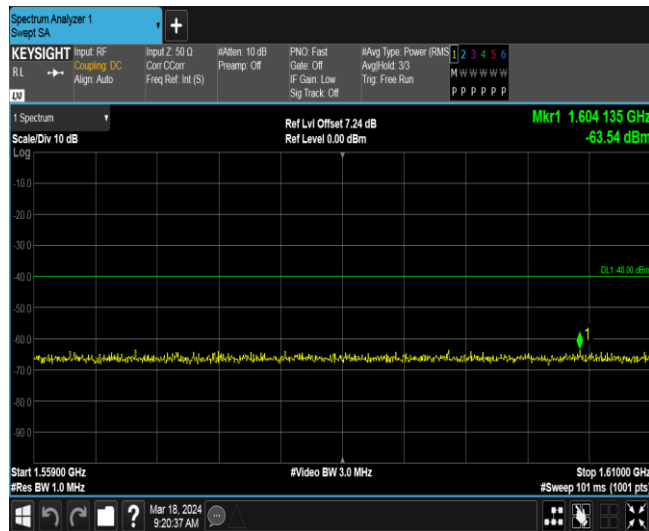 Spectrum Analyzer 1
Swept SA
+
KEYSIGHT
RL
LXI
Input: RF
Coupling: DC
Align: Auto
Input Z: 50 Ω
Corr CCorr
Freq Ref: Int (S)
#Atten: 10 dB
Preamp: Off
PNO: Fast
Gate: Off
IF Gain: Low
Sig Track: Off
#Avg Type: Power (RMS
Avg|Hold: 3/3
Trig: Free Run
1 2 3 4 5 6
M W W W W W
P P P P P P
1 Spectrum
Scale/Div 10 dB
Ref Lvl Offset 7.24 dB
Ref Level 0.00 dBm
Mkr1 1.604 135 GHz
-63.54 dBm
Log
-10.0
-20.0
-30.0
-40.0
DL1 -40.00 dBm
-50.0
-60.0
1
-70.0
-80.0
-90.0
Start 1.55900 GHz
#Res BW 1.0 MHz
#Video BW 3.0 MHz
Stop 1.61000 GHz
#Sweep 101 ms (1001 pts)
?
Mar 18, 2024
9:20:37 AM